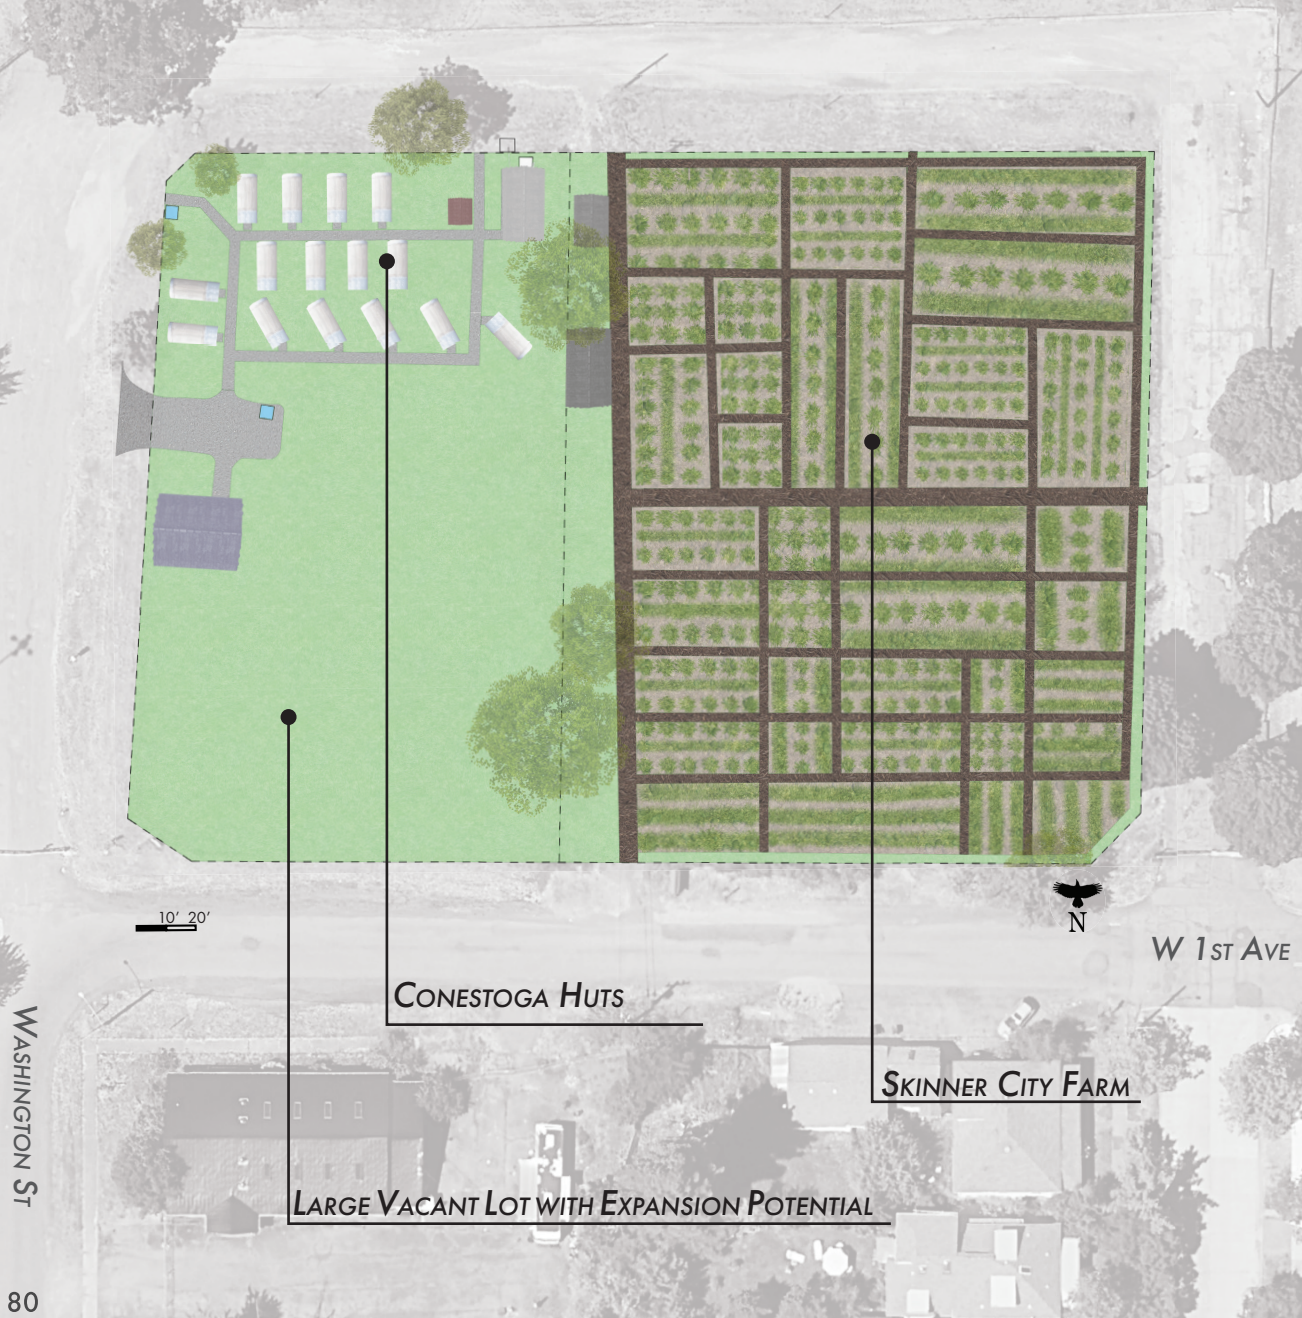 10' 20'
N
W 1st Ave
Conestoga Huts
Washington St
Skinner City Farm
Large Vacant Lot with Expansion Potential
80